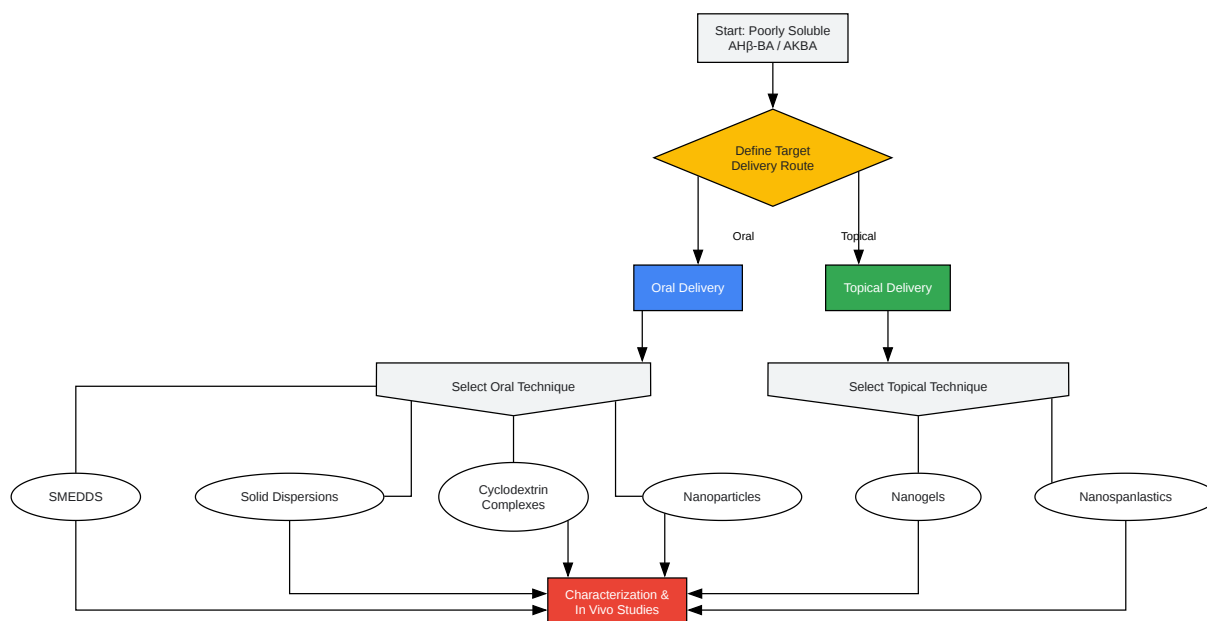 Start: Poorly Soluble
AHβ-BA / AKBA
Define Target
Delivery Route
Oral
Topical
Oral Delivery
Topical Delivery
Select Oral Technique
Select Topical Technique
SMEDDS
Solid Dispersions
Cyclodextrin
Complexes
Nanoparticles
Nanogels
Nanospanlastics
Characterization &
In Vivo Studies